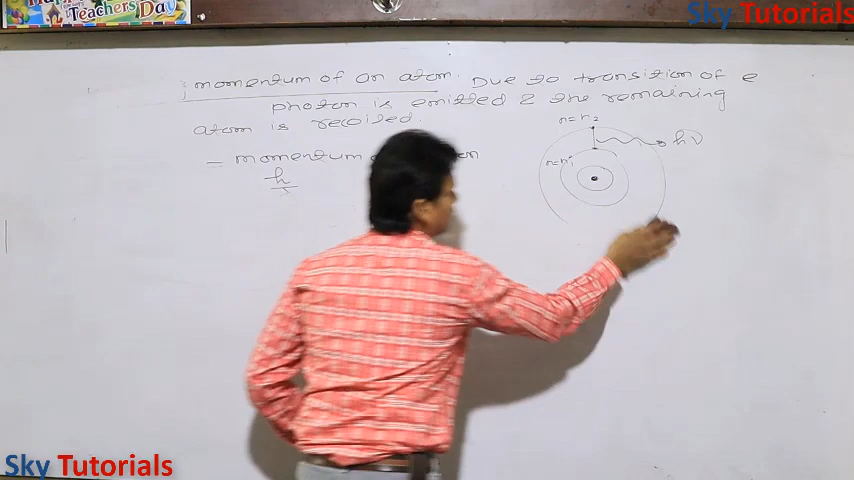 Teachers Day
Sky Tutorials
momentum of an atom. Due to transition of e
photon is emitted & the remaining
atom is recoiled.
n=n2
hν
n=n1
= momentum
h
Sky Tutorials